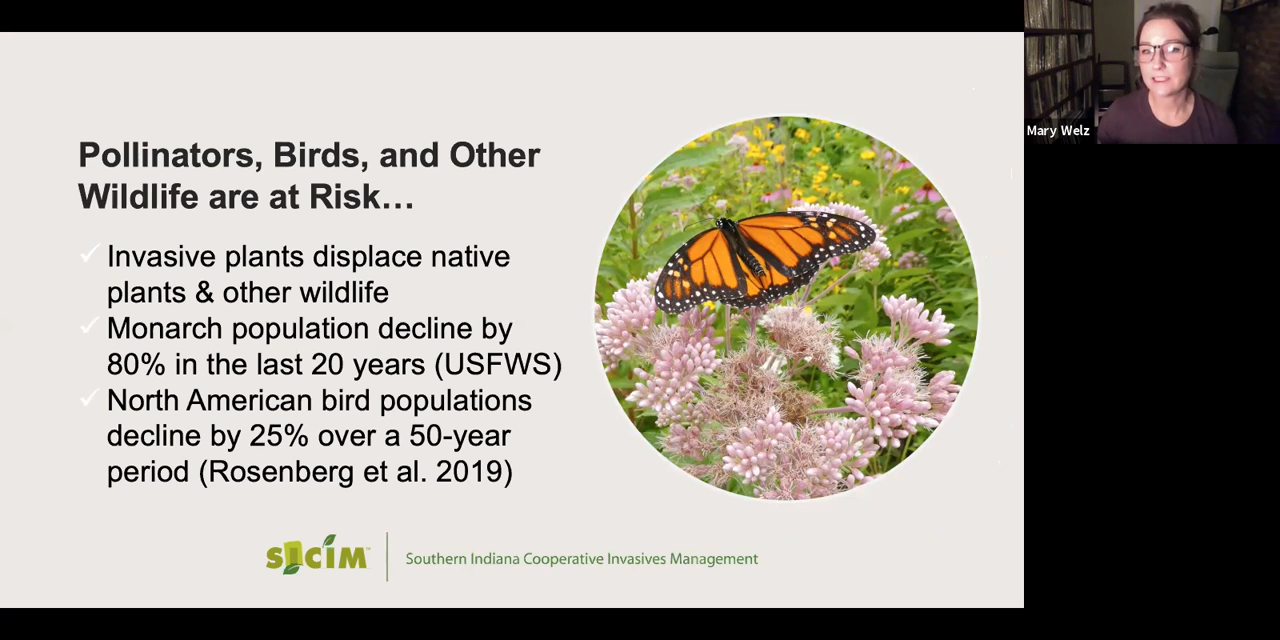 Pollinators, Birds, and Other
Wildlife are at Risk…
Invasive plants displace native
plants & other wildlife
Monarch population decline by
80% in the last 20 years (USFWS)
North American bird populations
decline by 25% over a 50-year
period (Rosenberg et al. 2019)
SICIM™
Southern Indiana Cooperative Invasives Management
Mary Welz